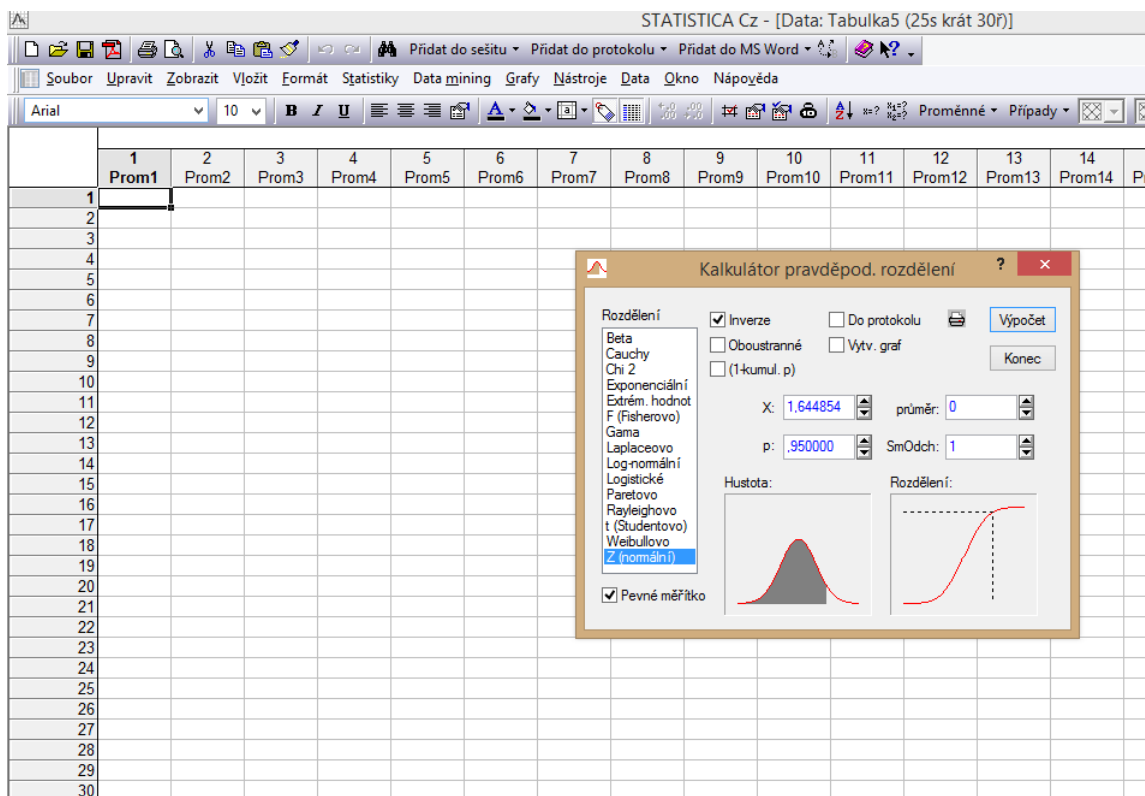 STATISTICA Cz - [Data: Tabulka5 (25s krát 30ř)]
Přidat do sešitu Přidat do protokolu Přidat do MS Word
Soubor Upravit Zobrazit Vložit Formát Statistiky Data mining Grafy Nástroje Data Okno Nápověda
Arial 10 B I U A Proměnné Případy
1 2 3 4 5 6 7 8 9 10 11 12 13 14
Prom1 Prom2 Prom3 Prom4 Prom5 Prom6 Prom7 Prom8 Prom9 Prom10 Prom11 Prom12 Prom13 Prom14
1
2
3
4
5
6
7
8
9
10
11
12
13
14
15
16
17
18
19
20
21
22
23
24
25
26
27
28
29
30
Kalkulátor pravděpod. rozdělení ? ×
Rozdělení
Beta
Cauchy
Chi 2
Exponenciální
Extrém. hodnot
F (Fisherovo)
Gama
Laplaceovo
Log-normální
Logistické
Paretovo
Rayleighovo
t (Studentovo)
Weibullovo
Z (normální)
Pevné měřítko
Inverze Do protokolu Výpočet
Oboustranné Vytv. graf
(1-kumul. p) Konec
X: 1,644854 průměr: 0
p: ,950000 SmOdch: 1
Hustota: Rozdělení: